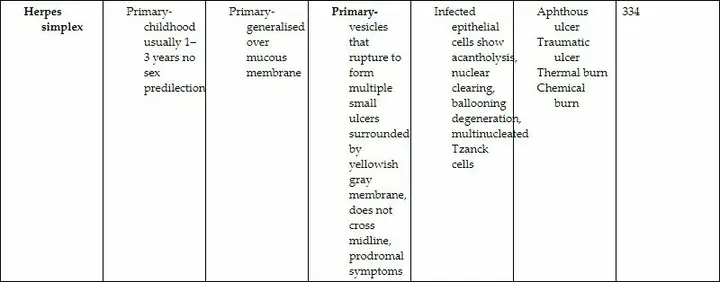 Herpes
simplex
Primary-
childhood
usually 1–
3 years no
sex
predilection
Primary-
generalised
over
mucous
membrane
Primary-
vesicles
that
rupture to
form
multiple
small
ulcers
surrounded
by
yellowish
gray
membrane,
does not
cross
midline,
prodromal
symptoms
Infected
epithelial
cells show
acantholysis,
nuclear
clearing,
ballooning
degeneration,
multinucleated
Tzanck
cells
Aphthous
ulcer
Traumatic
ulcer
Thermal burn
Chemical
burn
334